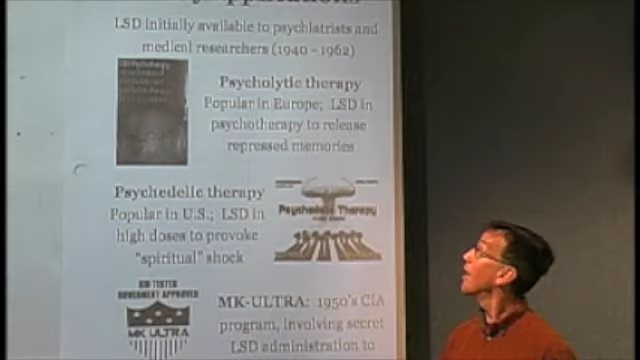 LSD initially available to psychiatrists and
medical researchers (1940 - 1962)
Psycholytic therapy
Popular in Europe; LSD in
psychotherapy to release
repressed memories
Psychedelic therapy
Popular in U.S.; LSD in
high doses to provoke
"spiritual" shock
Psychedelic Therapy
GOVERNMENT APPROVED
MK ULTRA
MK-ULTRA: 1950's CIA
program, involving secret
LSD administration to